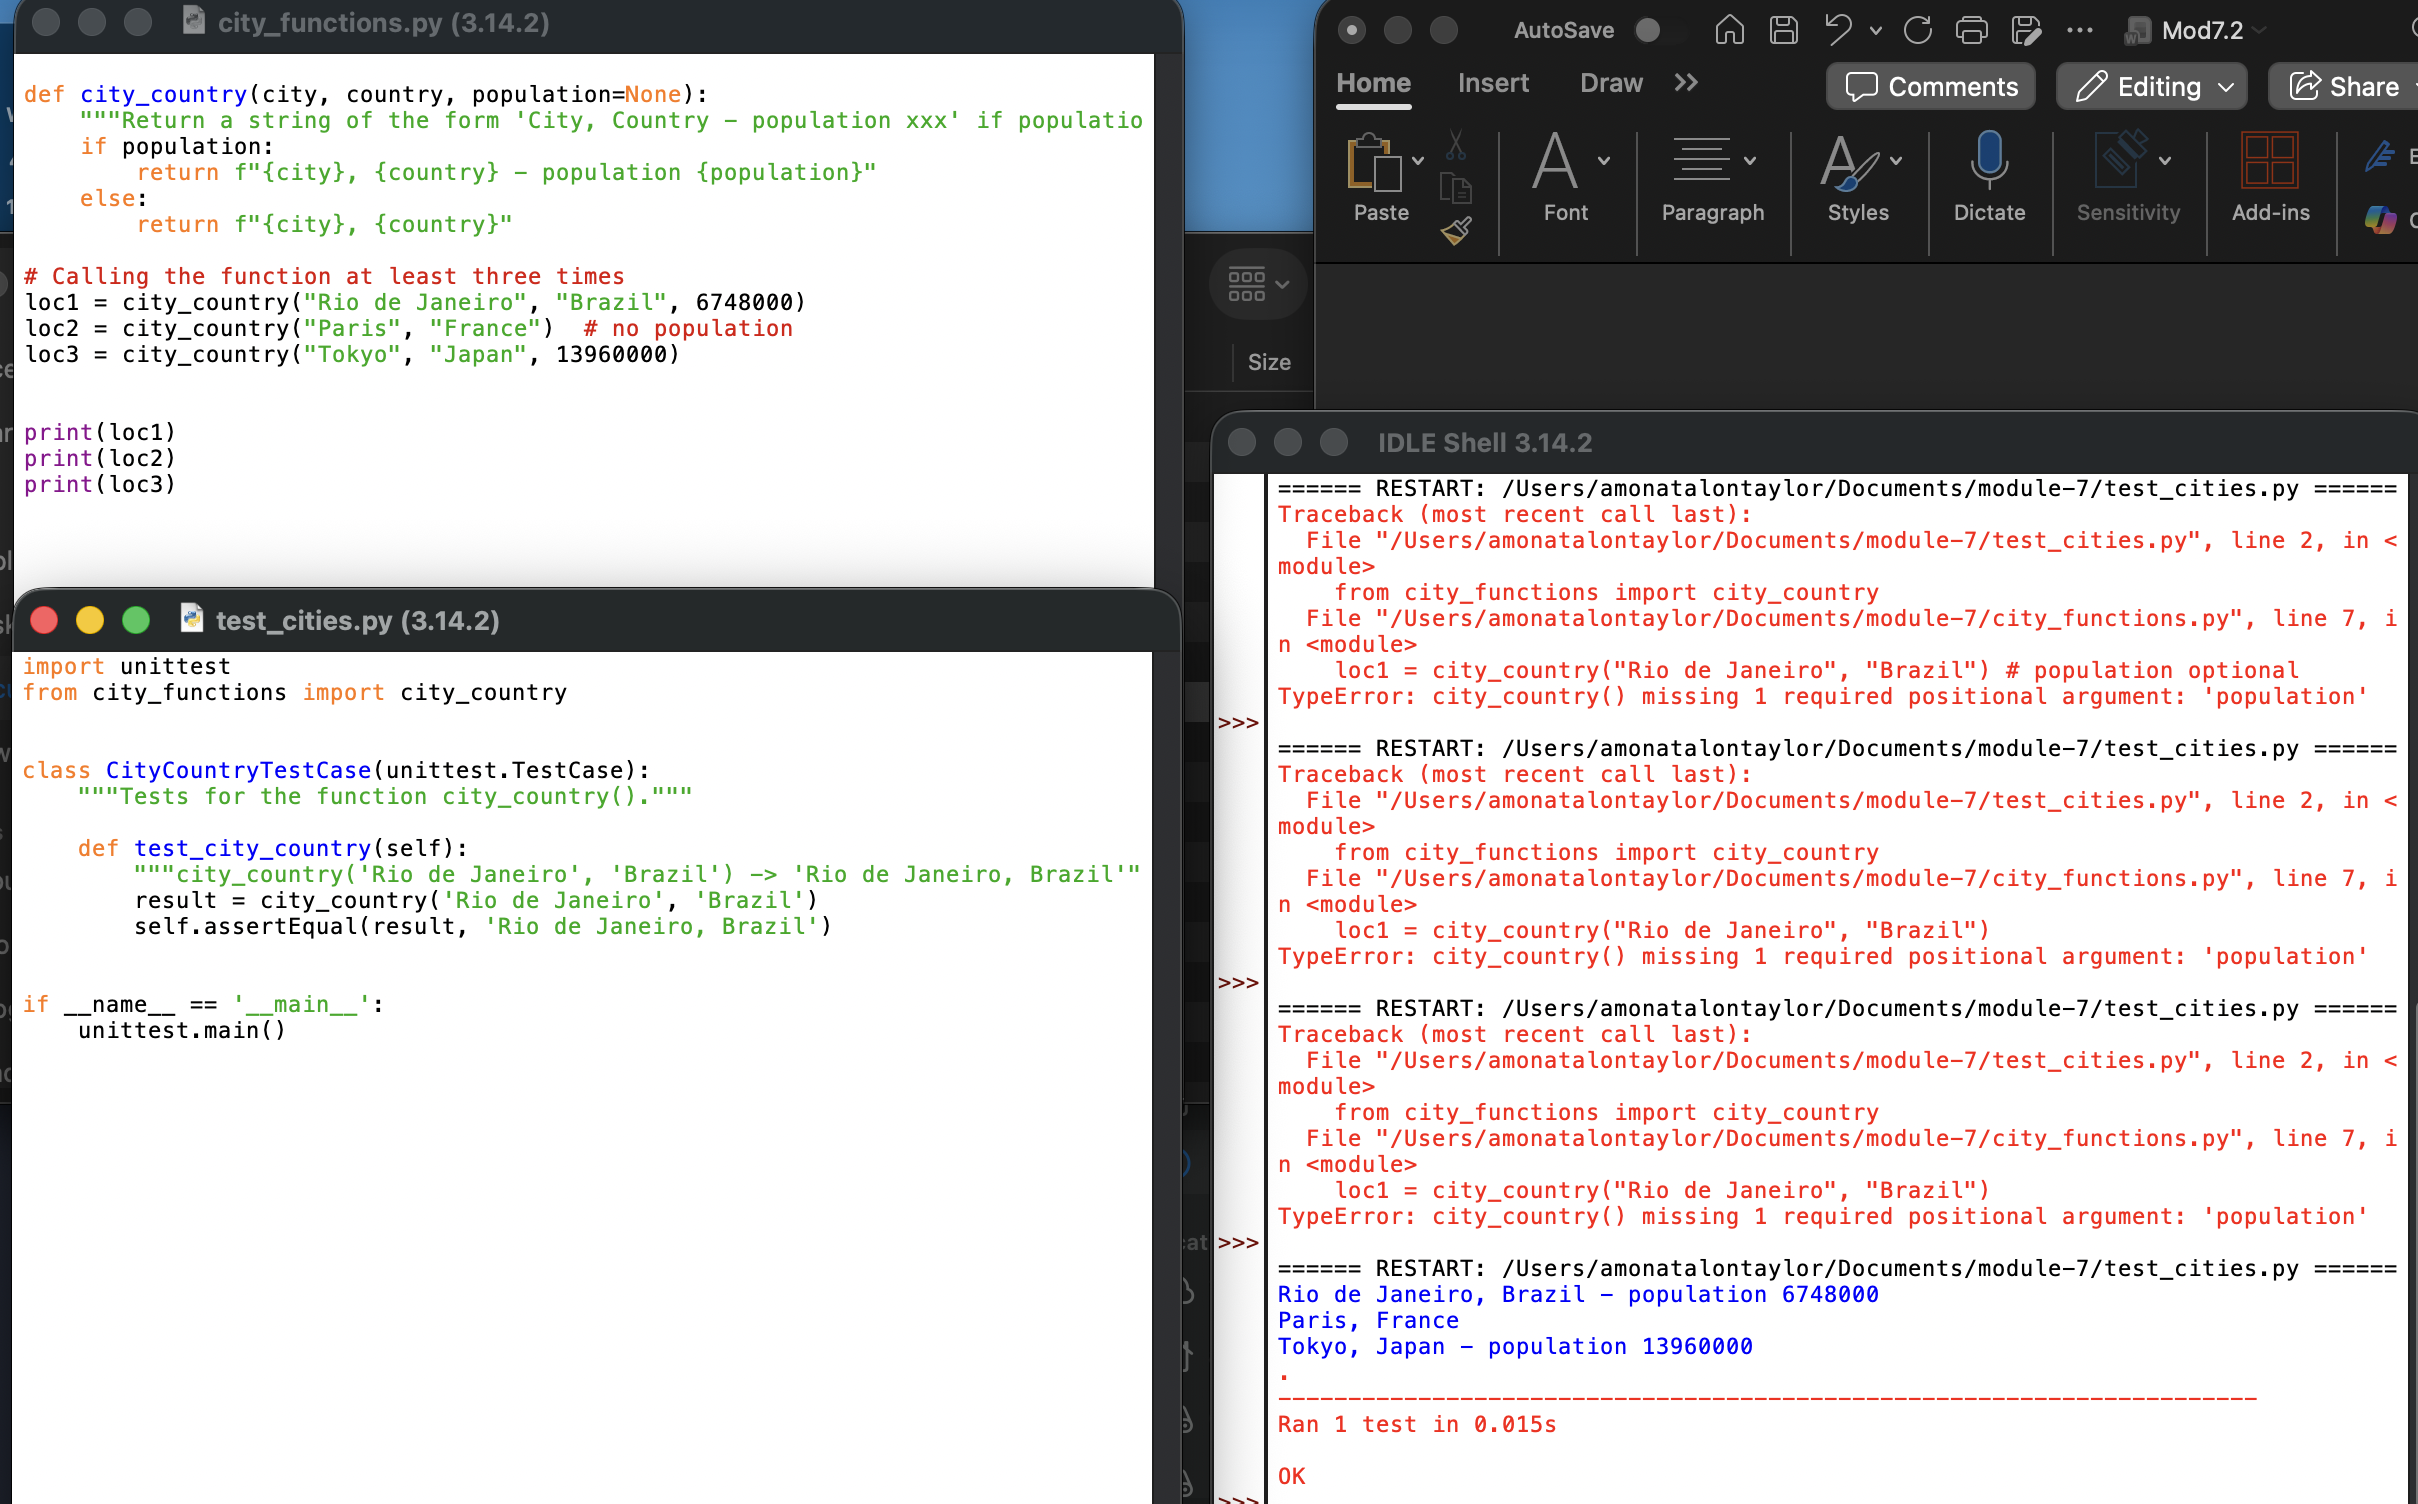 city_functions.py (3.14.2)
def city_country(city, country, population=None):
    """Return a string of the form 'City, Country – population xxx' if populatio
    if population:
        return f"{city}, {country} – population {population}"
    else:
        return f"{city}, {country}"
# Calling the function at least three times
loc1 = city_country("Rio de Janeiro", "Brazil", 6748000)
loc2 = city_country("Paris", "France")  # no population
loc3 = city_country("Tokyo", "Japan", 13960000)
print(loc1)
print(loc2)
print(loc3)
test_cities.py (3.14.2)
import unittest
from city_functions import city_country
class CityCountryTestCase(unittest.TestCase):
    """Tests for the function city_country()."""
    def test_city_country(self):
        """city_country('Rio de Janeiro', 'Brazil') -> 'Rio de Janeiro, Brazil'"
        result = city_country('Rio de Janeiro', 'Brazil')
        self.assertEqual(result, 'Rio de Janeiro, Brazil')
if __name__ == '__main__':
    unittest.main()
AutoSave
Mod7.2
Home Insert Draw
Comments Editing Share
Paste Font Paragraph Styles Dictate Sensitivity Add-ins
Size
IDLE Shell 3.14.2
====== RESTART: /Users/amonatalontaylor/Documents/module-7/test_cities.py ======
Traceback (most recent call last):
  File "/Users/amonatalontaylor/Documents/module-7/test_cities.py", line 2, in <
module>
    from city_functions import city_country
  File "/Users/amonatalontaylor/Documents/module-7/city_functions.py", line 7, i
n <module>
    loc1 = city_country("Rio de Janeiro", "Brazil") # population optional
TypeError: city_country() missing 1 required positional argument: 'population'
>>>
====== RESTART: /Users/amonatalontaylor/Documents/module-7/test_cities.py ======
Traceback (most recent call last):
  File "/Users/amonatalontaylor/Documents/module-7/test_cities.py", line 2, in <
module>
    from city_functions import city_country
  File "/Users/amonatalontaylor/Documents/module-7/city_functions.py", line 7, i
n <module>
    loc1 = city_country("Rio de Janeiro", "Brazil")
TypeError: city_country() missing 1 required positional argument: 'population'
>>>
====== RESTART: /Users/amonatalontaylor/Documents/module-7/test_cities.py ======
Traceback (most recent call last):
  File "/Users/amonatalontaylor/Documents/module-7/test_cities.py", line 2, in <
module>
    from city_functions import city_country
  File "/Users/amonatalontaylor/Documents/module-7/city_functions.py", line 7, i
n <module>
    loc1 = city_country("Rio de Janeiro", "Brazil")
TypeError: city_country() missing 1 required positional argument: 'population'
>>>
====== RESTART: /Users/amonatalontaylor/Documents/module-7/test_cities.py ======
Rio de Janeiro, Brazil – population 6748000
Paris, France
Tokyo, Japan – population 13960000
.
----------------------------------------------------------------------
Ran 1 test in 0.015s
OK
>>>